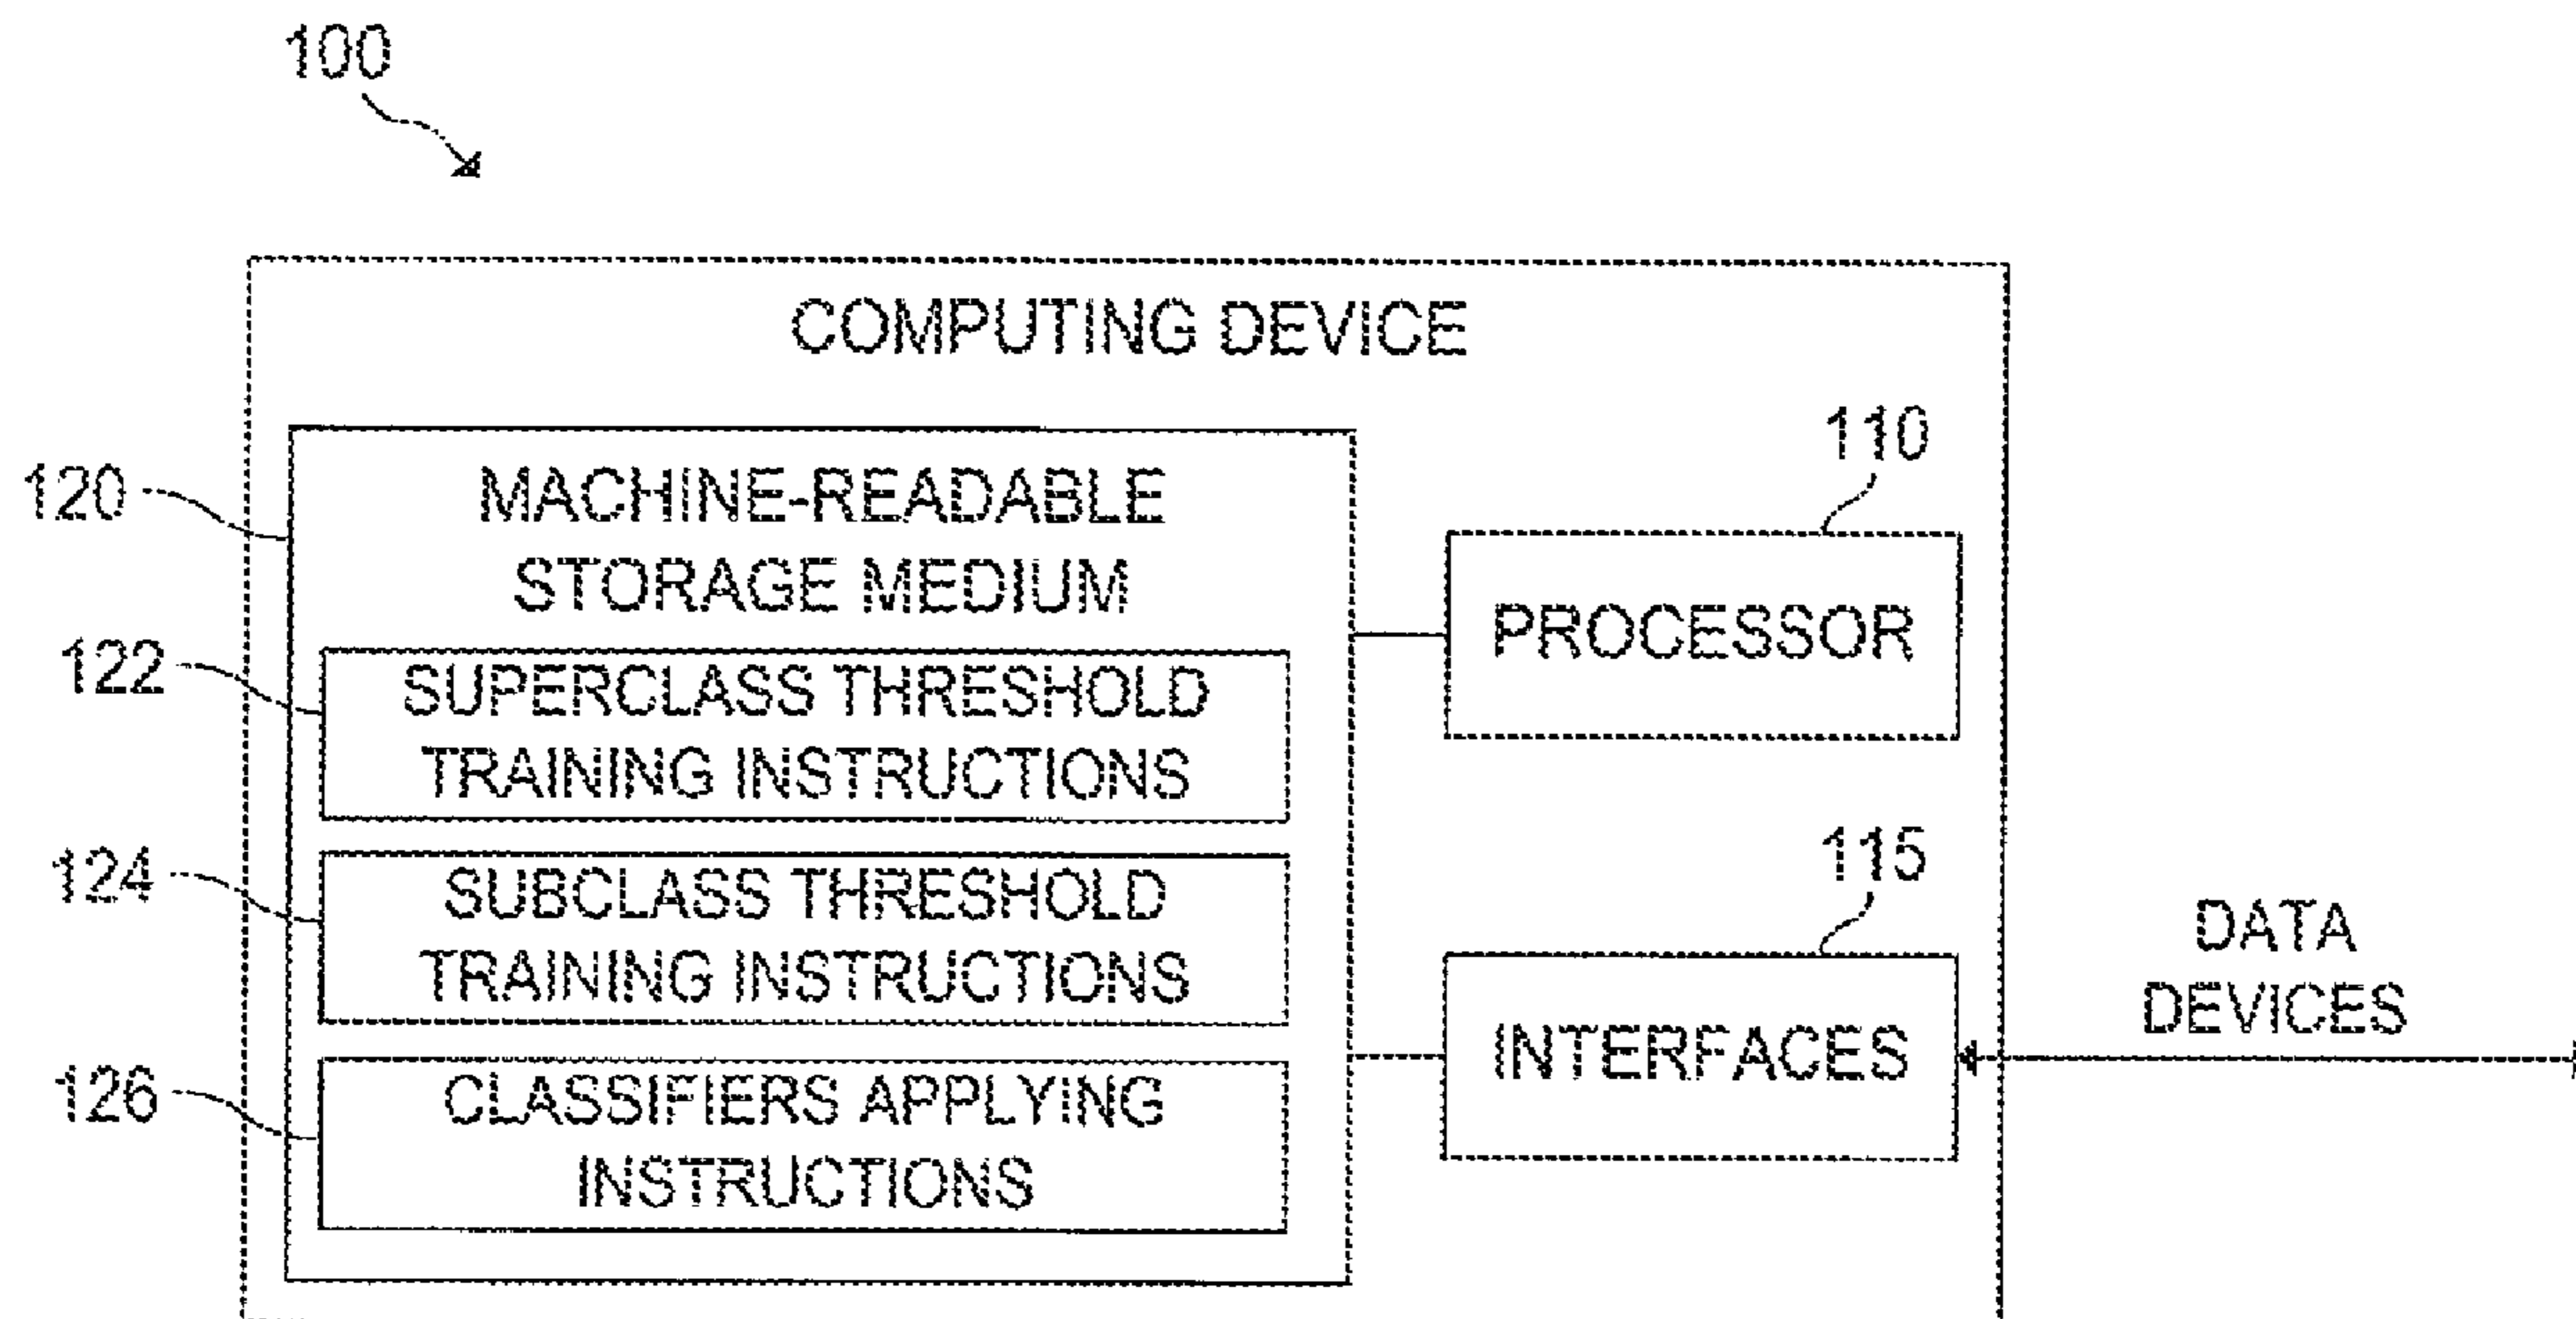 100
COMPUTING DEVICE
110
120
MACHINE-READABLE
STORAGE MEDIUM
PROCESSOR
122
SUPERCLASS THRESHOLD
TRAINING INSTRUCTIONS
115
124
SUBCLASS THRESHOLD
TRAINING INSTRUCTIONS
DATA
DEVICES
INTERFACES
126
CLASSIFIERS APPLYING
INSTRUCTIONS